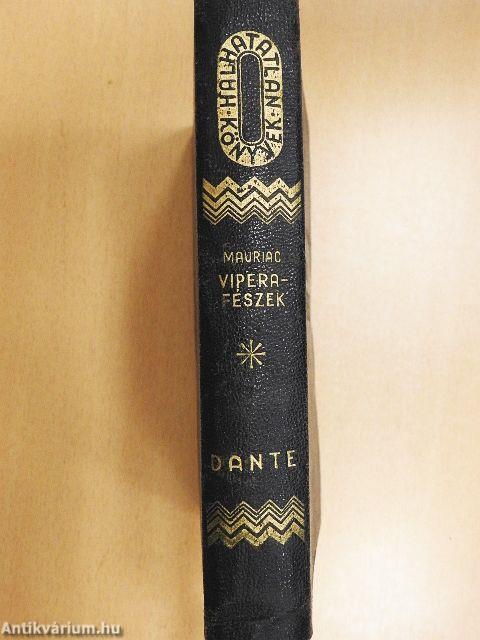 HALHATATLAN KÖNYVEK
MAURIAC
VIPERA-
FÉSZEK
DANTE
Antikvárium.hu